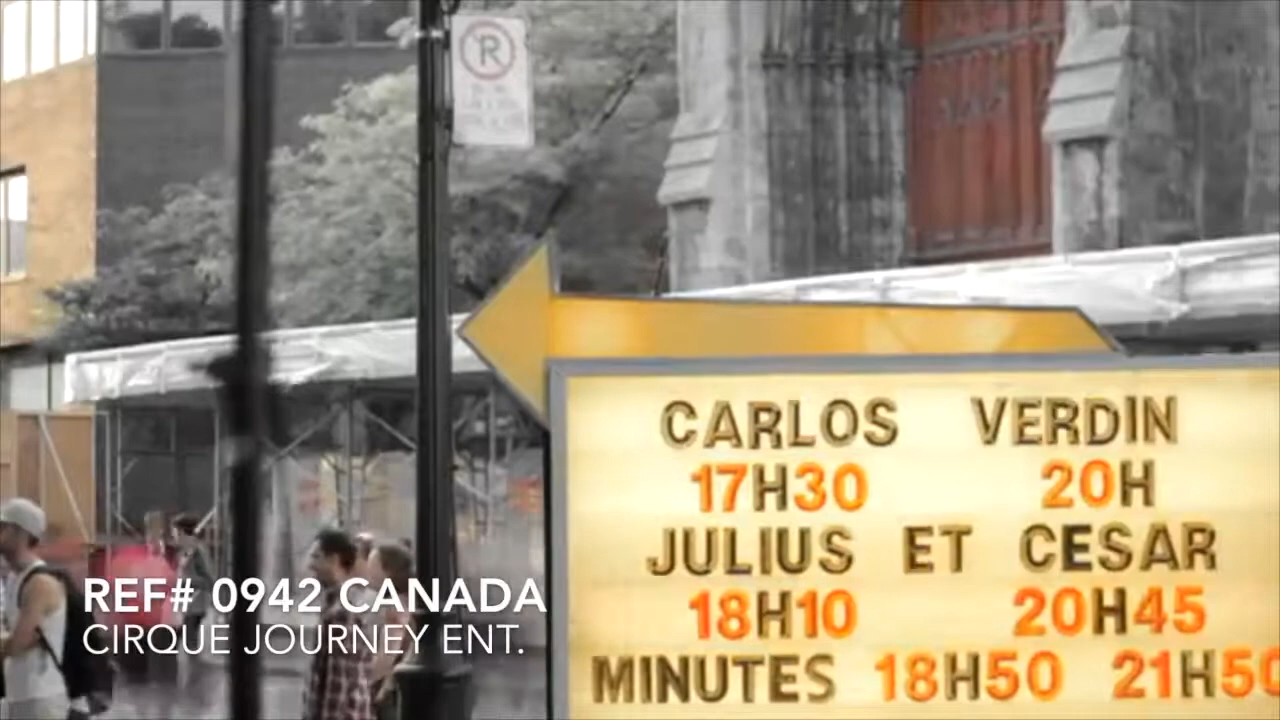 P
CARLOS VERDIN
17H30 20H
JULIUS ET CESAR
18H10 20H45
MINUTES 18H50 21H50
REF# 0942 CANADA
CIRQUE JOURNEY ENT.